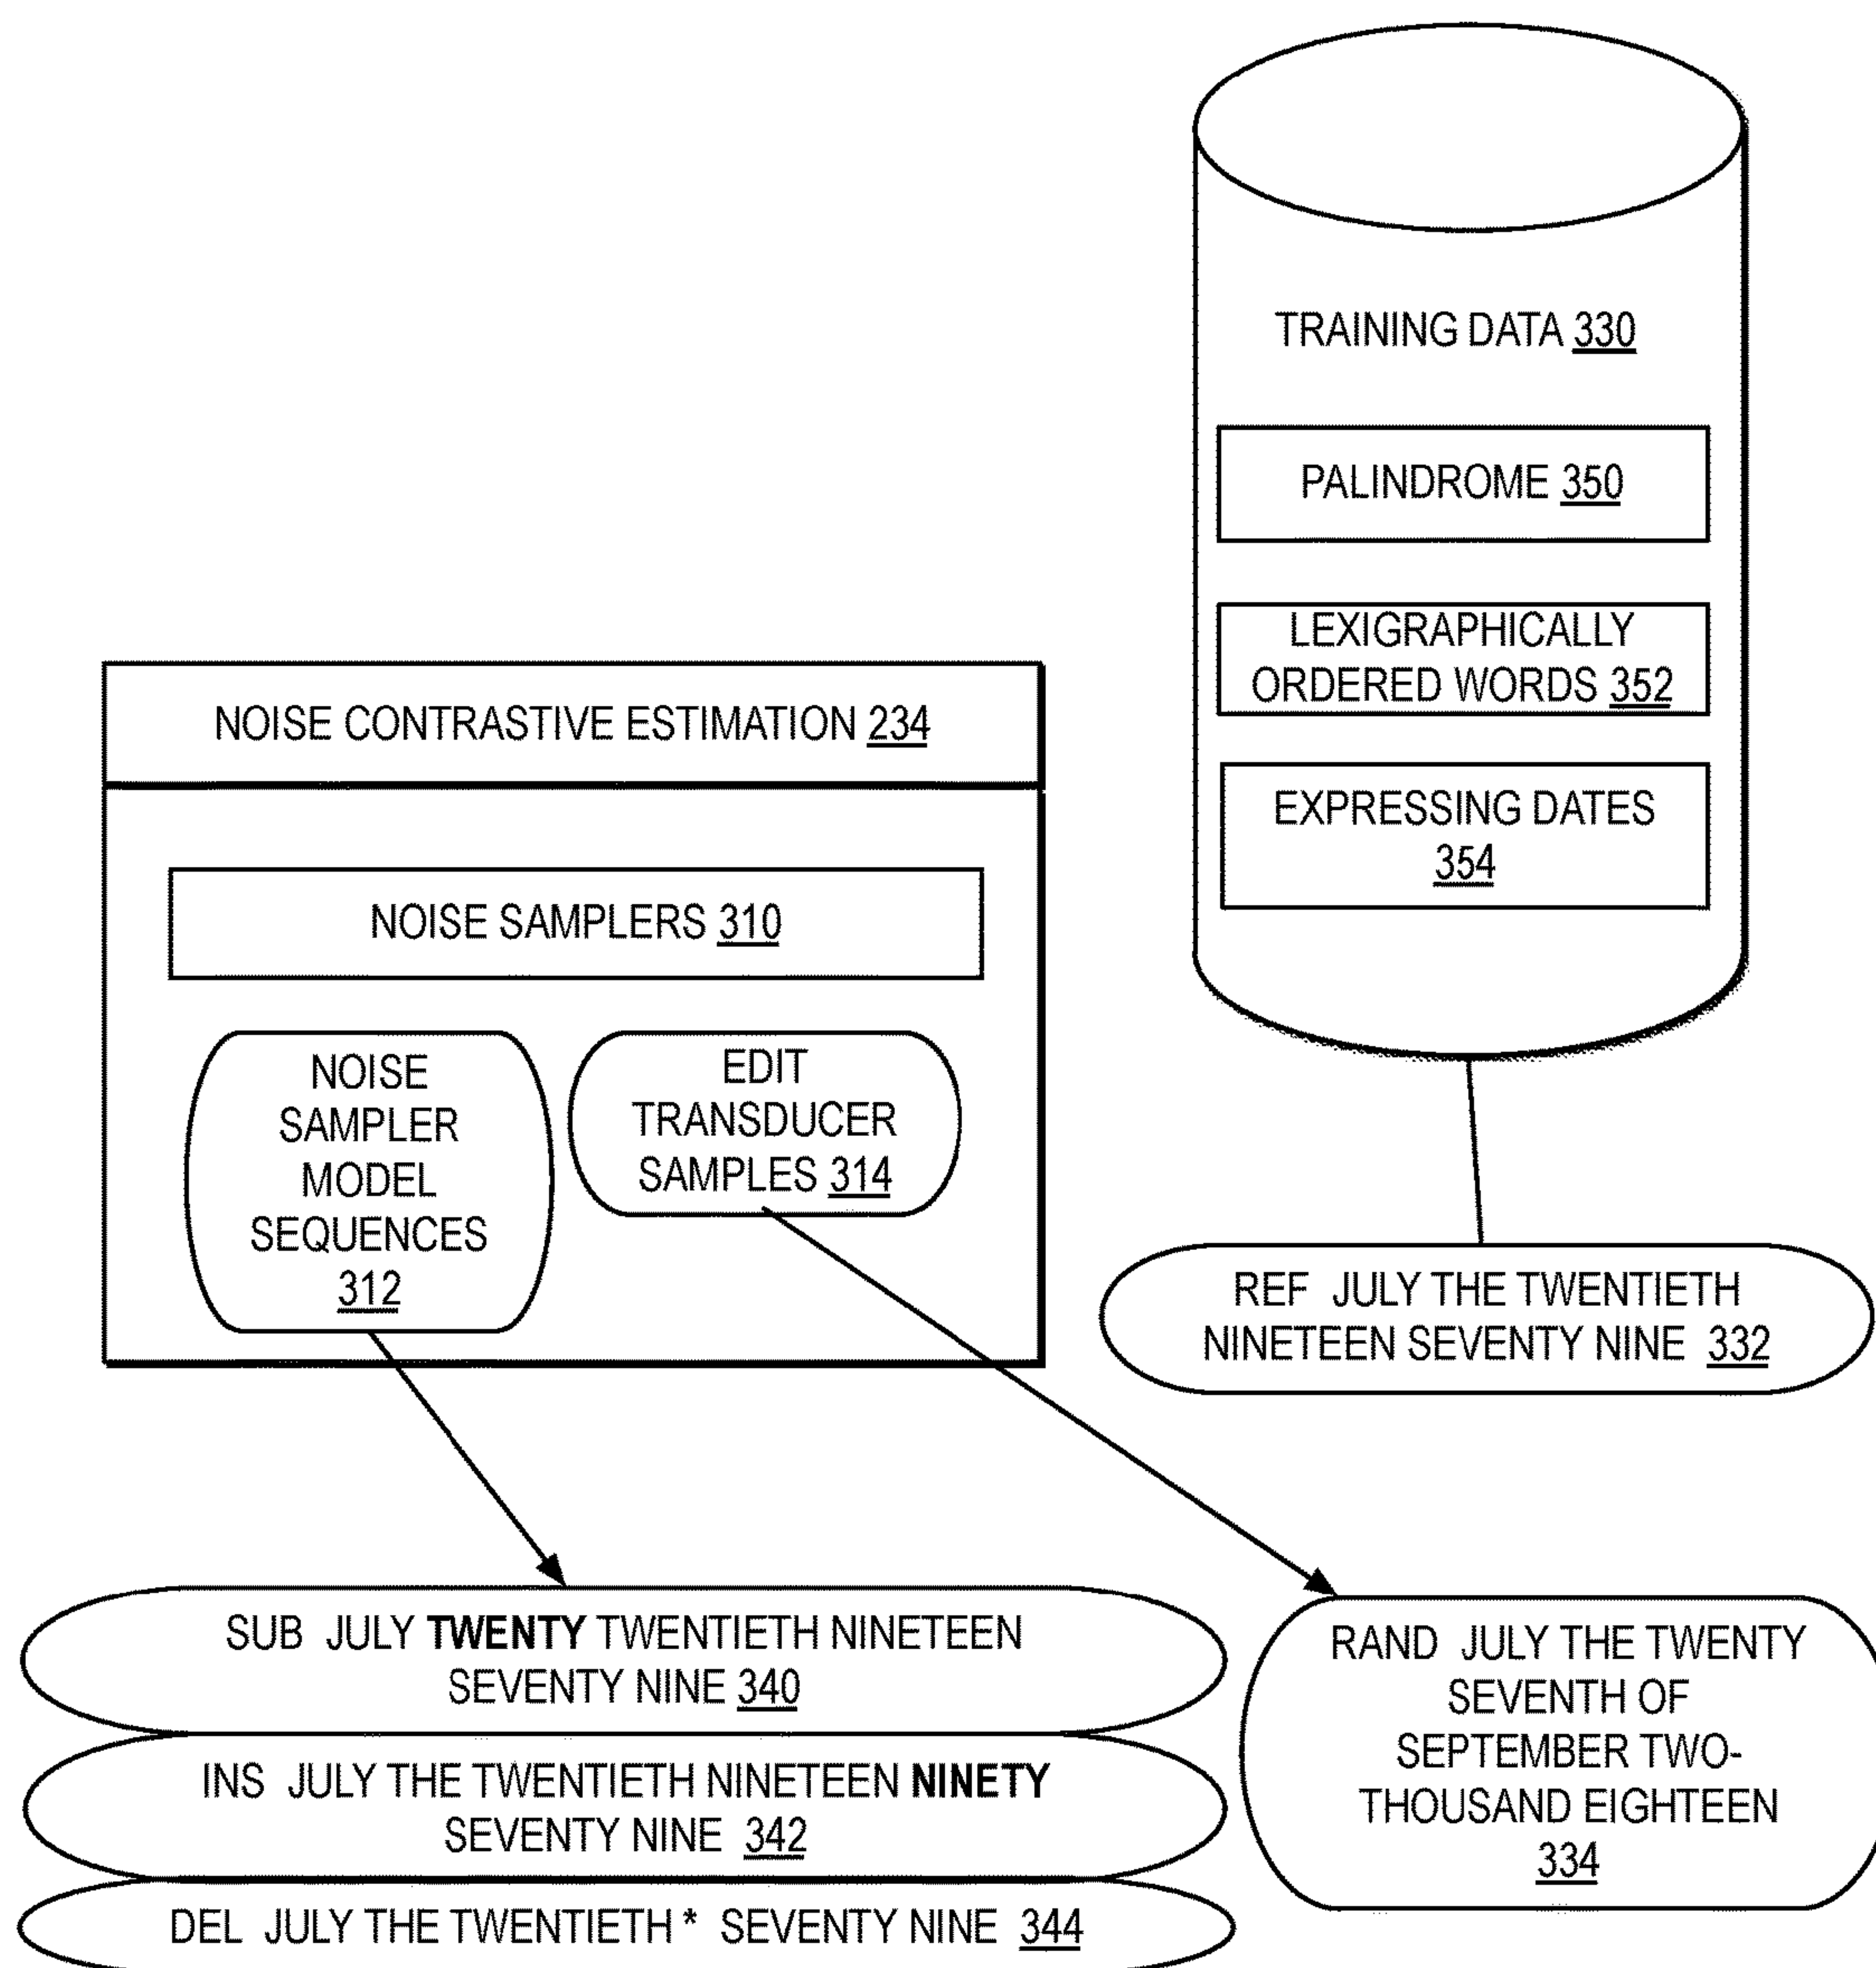 TRAINING DATA 330
PALINDROME 350
LEXIGRAPHICALLY
ORDERED WORDS 352
EXPRESSING DATES
354
NOISE CONTRASTIVE ESTIMATION 234
NOISE SAMPLERS 310
NOISE
SAMPLER
MODEL
SEQUENCES
312
EDIT
TRANSDUCER
SAMPLES 314
REF JULY THE TWENTIETH
NINETEEN SEVENTY NINE 332
SUB JULY TWENTY TWENTIETH NINETEEN
SEVENTY NINE 340
INS JULY THE TWENTIETH NINETEEN NINETY
SEVENTY NINE 342
DEL JULY THE TWENTIETH * SEVENTY NINE 344
RAND JULY THE TWENTY
SEVENTH OF
SEPTEMBER TWO-
THOUSAND EIGHTEEN
334